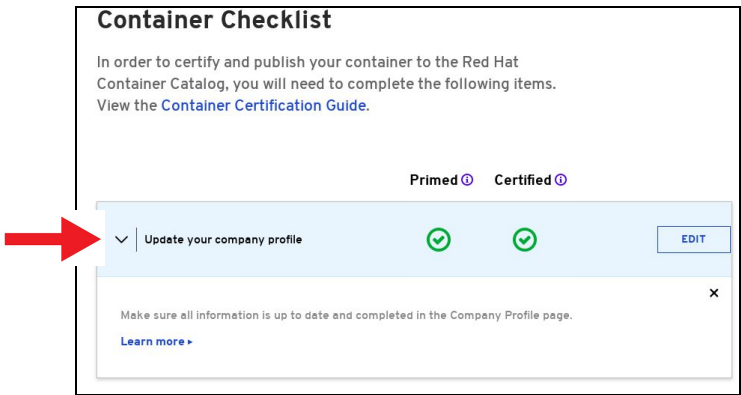 Container Checklist
In order to certify and publish your container to the Red Hat
Container Catalog, you will need to complete the following items.
View the Container Certification Guide.
Primed Certified
Update your company profile EDIT
Make sure all information is up to date and completed in the Company Profile page.
Learn more